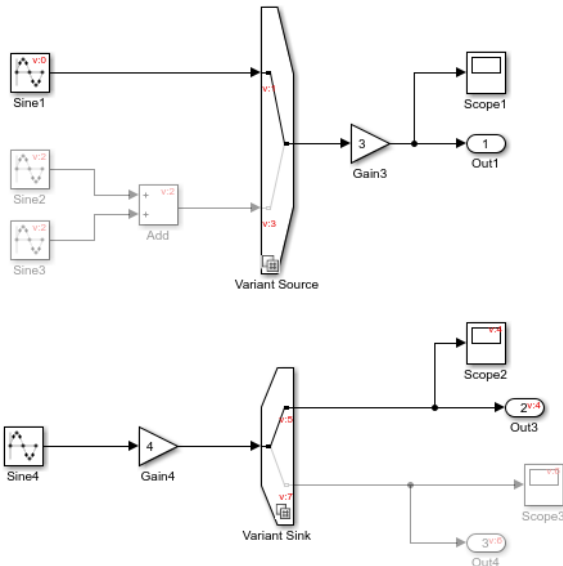 v:0
Sine1
v:1
Scope1
3
Gain3
1
Out1
v:2
Sine2
+
+
v:2
Add
v:2
Sine3
v:3
Variant Source
v:4
Scope2
2 v:4
Out3
Sine4
4
Gain4
v:5
v:7
Variant Sink
v:6
Scope3
3 v:6
Out4